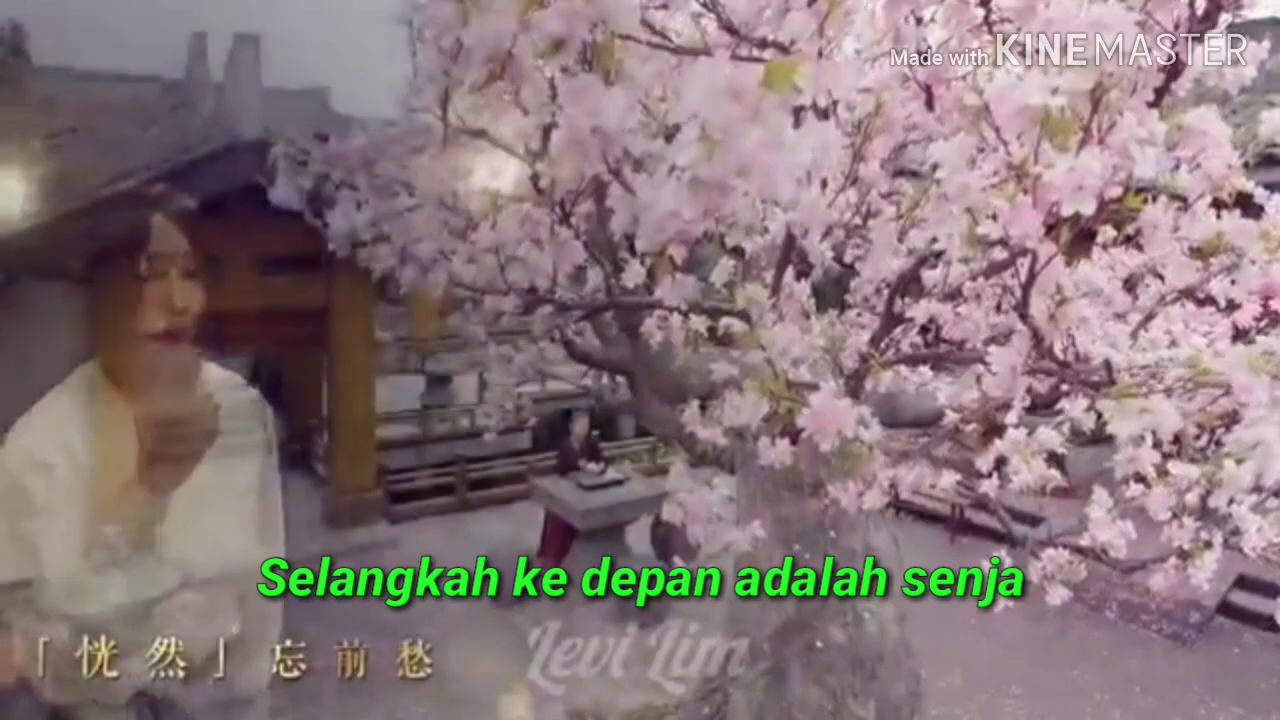 Made with KINEMASTER
Selangkah ke depan adalah senja
「恍然」忘前愁
Levi Lim